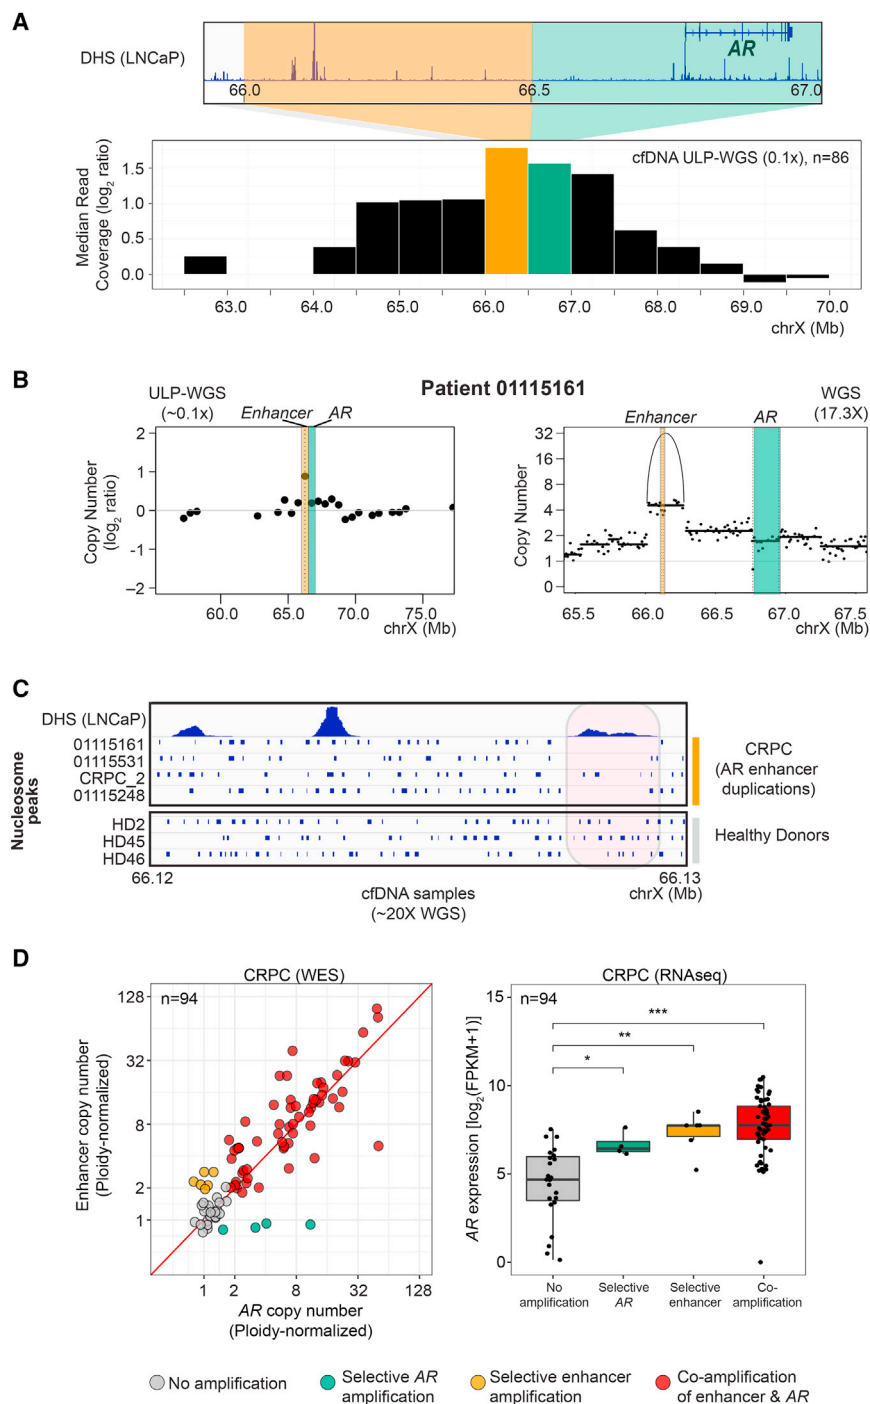 A
DHS (LNCaP)
AR
66.0
66.5
67.0
cfDNA ULP-WGS (0.1x), n=86
Median Read
Coverage (log2 ratio)
1.5
1.0
0.5
0.0
63.0
64.0
65.0
66.0
67.0
68.0
69.0
70.0
chrX (Mb)
B
Patient 01115161
ULP-WGS
(~0.1x)
Enhancer
AR
Copy Number
(log2 ratio)
2
1
0
-1
−2
60.0
65.0
70.0
75.0
chrX (Mb)
WGS
(17.3X)
Enhancer
AR
Copy Number
32
16
8
4
2
1
0
65.5
66.0
66.5
67.0
67.5
chrX (Mb)
C
DHS (LNCaP)
Nucleosome
peaks
01115161
01115531
CRPC_2
01115248
CRPC
(AR enhancer
duplications)
HD2
HD45
HD46
Healthy Donors
66.12
66.13
chrX (Mb)
cfDNA samples
(~20X WGS)
D
CRPC (WES)
n=94
Enhancer copy number
(Ploidy-normalized)
128
32
8
2
1
1
2
8
32
128
AR copy number
(Ploidy-normalized)
CRPC (RNAseq)
n=94
AR expression [log2(FPKM+1)]
15
10
5
0
***
**
*
No
amplification
Selective
AR
Selective
enhancer
Co-
amplification
No amplification
Selective AR
amplification
Selective enhancer
amplification
Co-amplification
of enhancer & AR